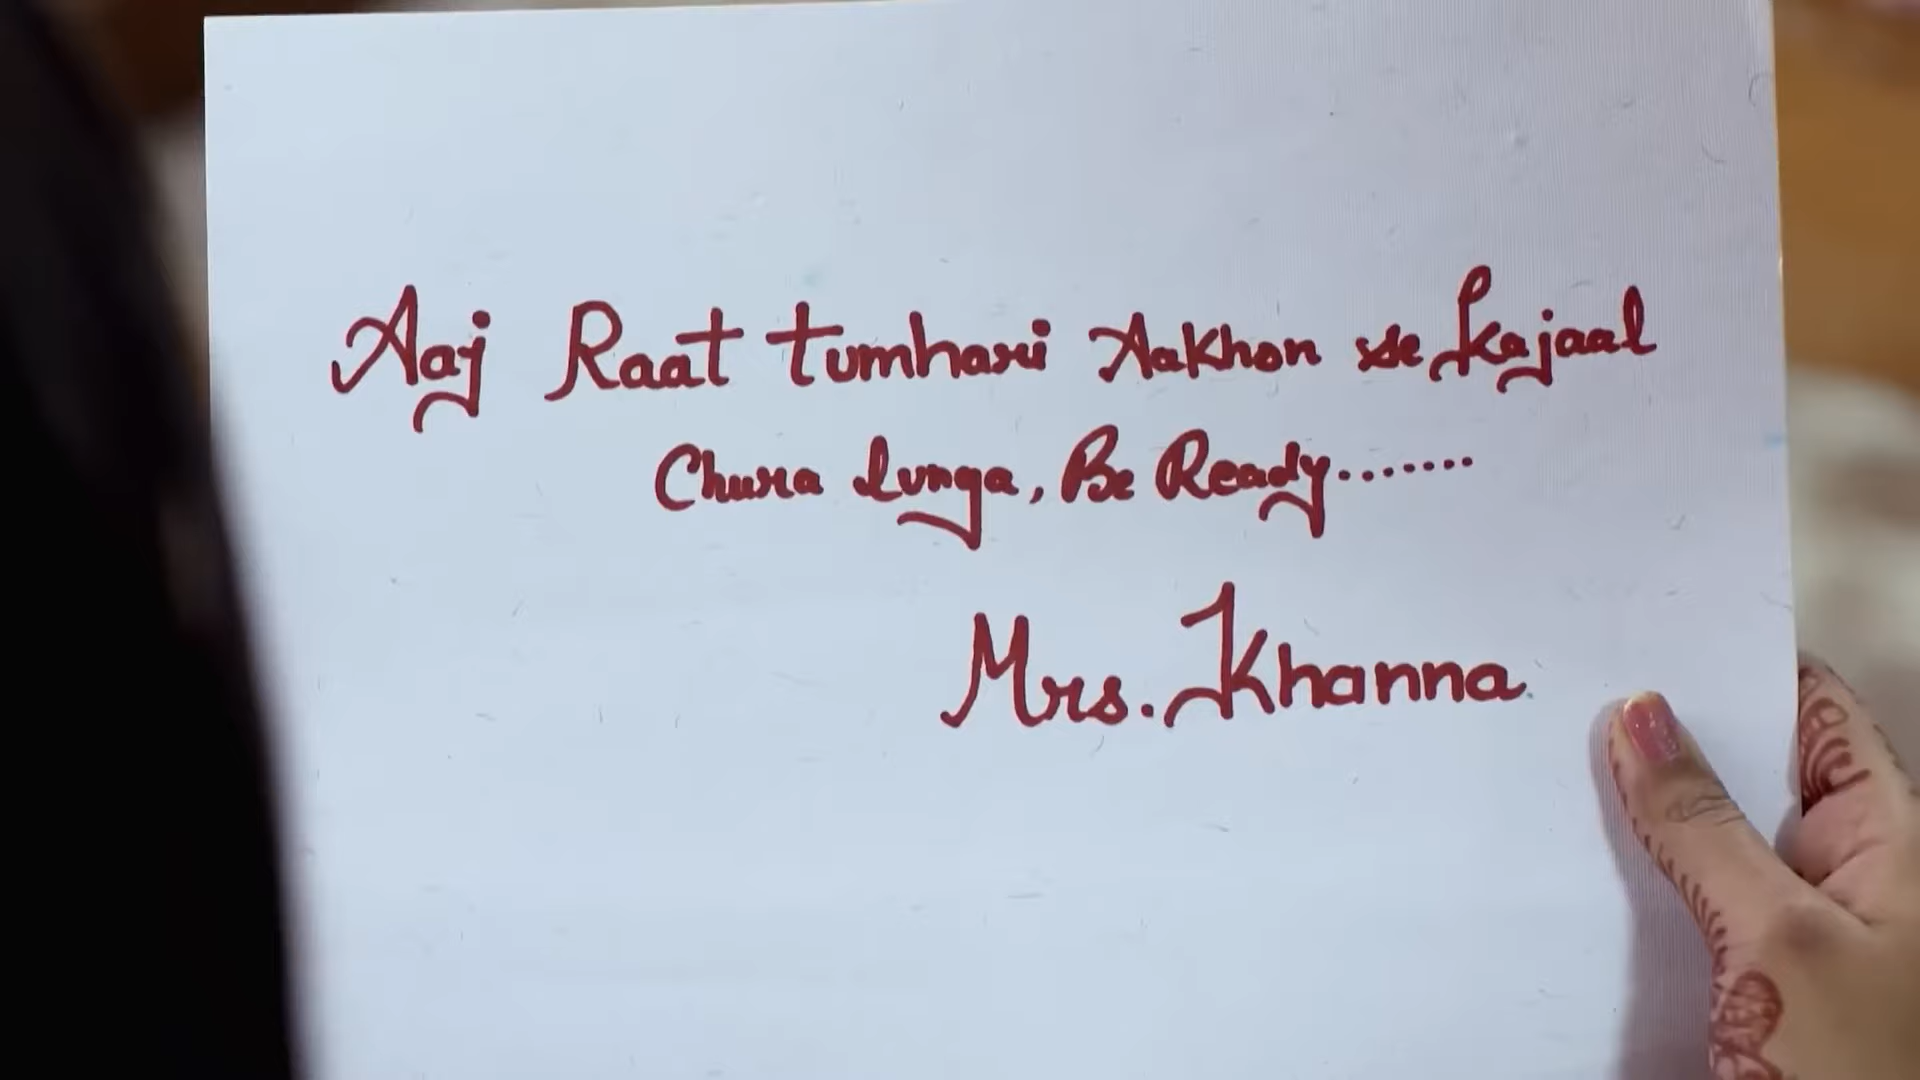 Aaj Raat tumhari Aakhon se kajaal
Chura lunga, Be Ready.......
Mrs. Khanna